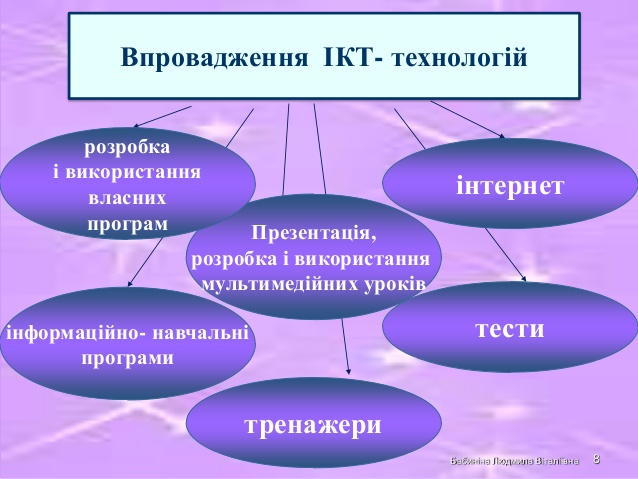 Впровадження ІКТ- технологій
розробка
і використання
власних
програм
інтернет
Презентація,
розробка і використання
мультимедійних уроків
інформаційно- навчальні
програми
тести
тренажери
Бабиніна Людмила Віталіївна 8